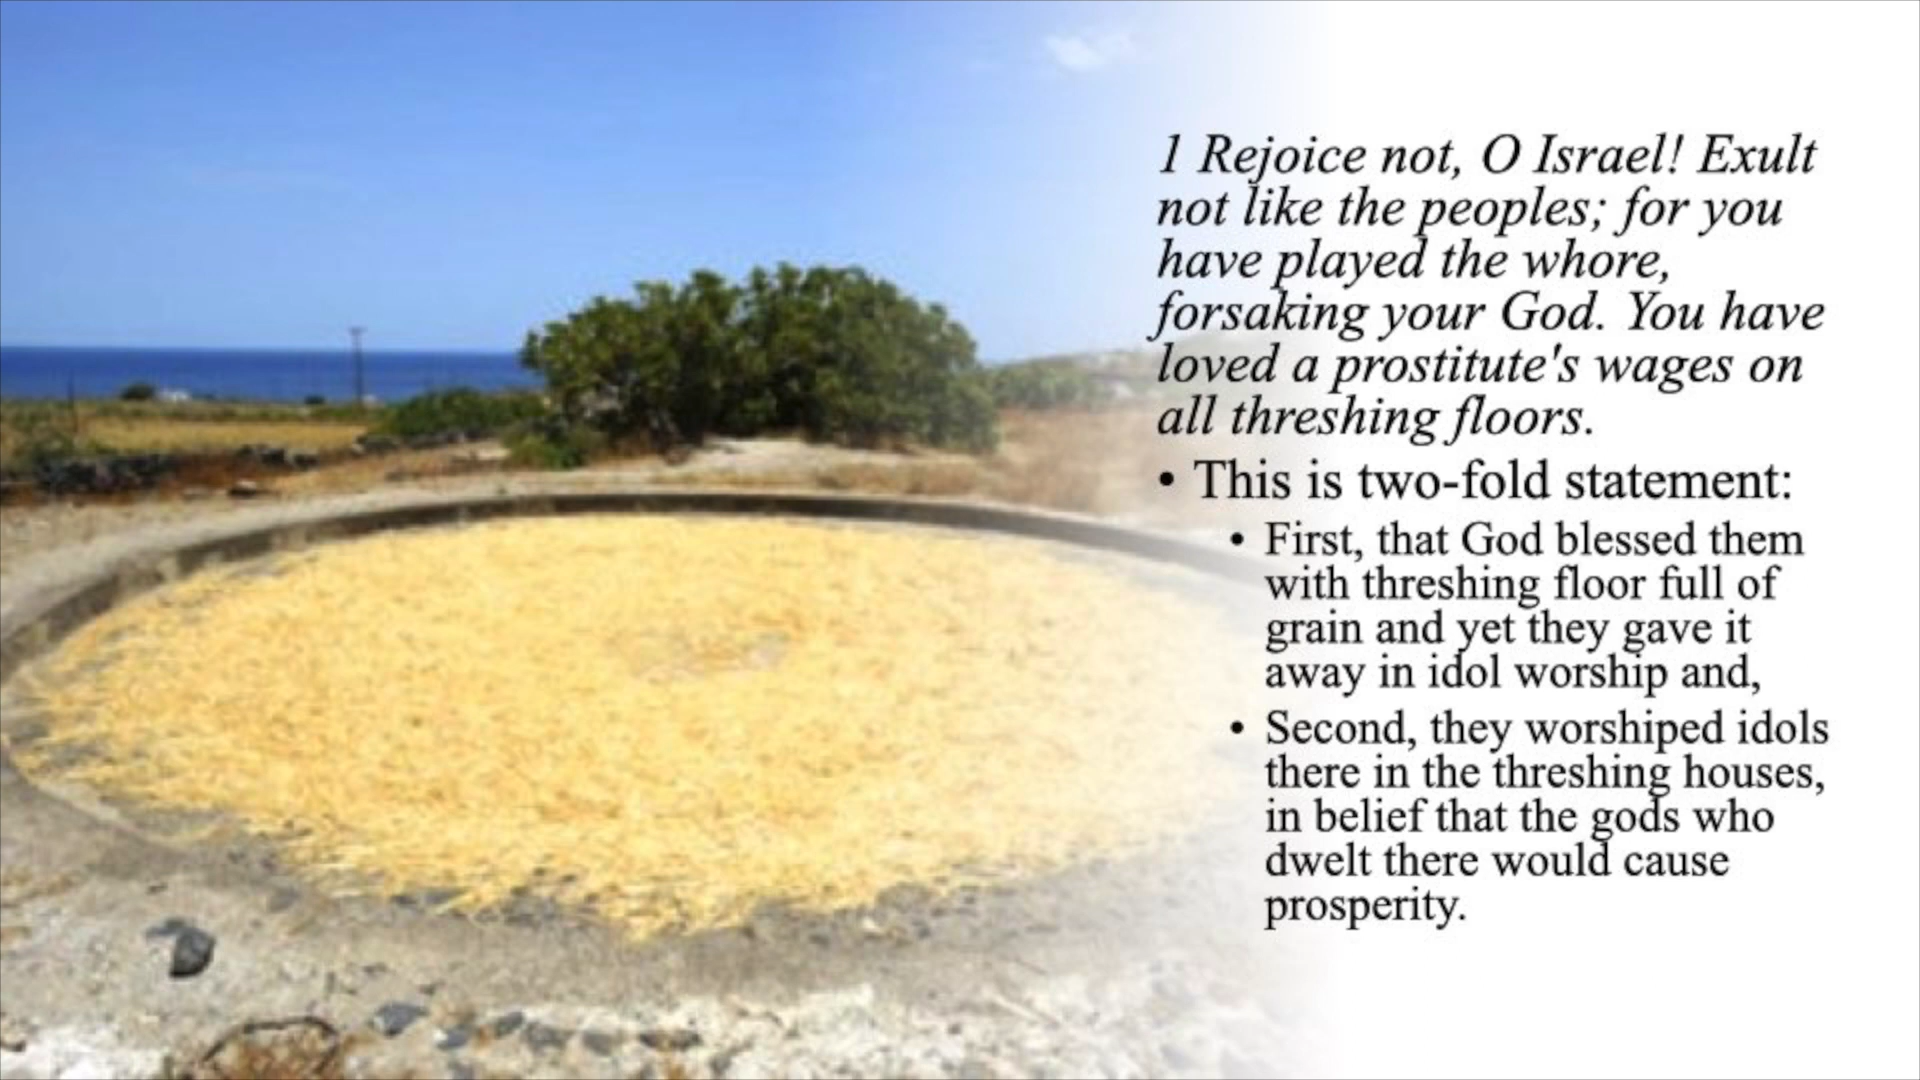 1 Rejoice not, O Israel! Exult
not like the peoples; for you
have played the whore,
forsaking your God. You have
loved a prostitute's wages on
all threshing floors.
• This is two-fold statement:
• First, that God blessed them
with threshing floor full of
grain and yet they gave it
away in idol worship and,
• Second, they worshiped idols
there in the threshing houses,
in belief that the gods who
dwelt there would cause
prosperity.